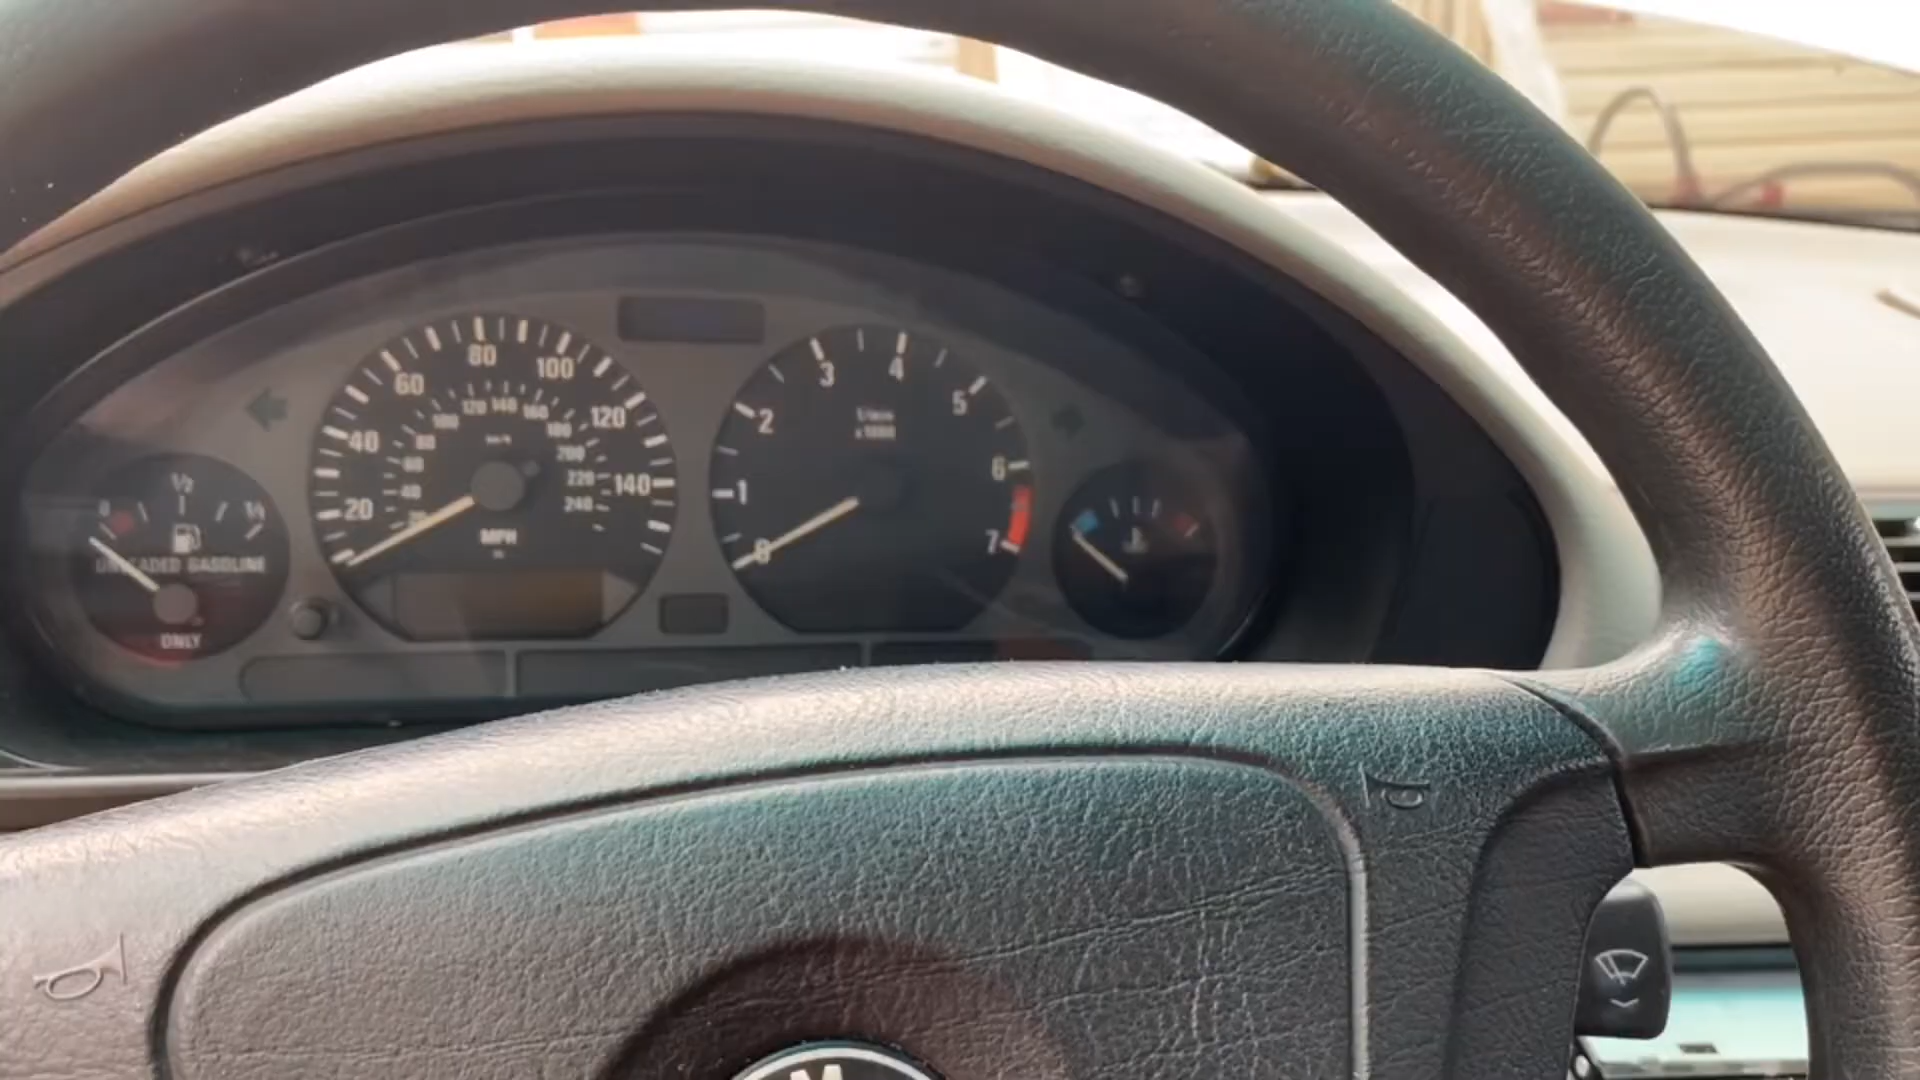 0 1/2 1/1
UNLEADED GASOLINE
ONLY
20 40 60 80 100 120 140
20 40 60 80 100 120 140 160 180 200 220 240
km/h
MPH
0 1 2 3 4 5 6 7
1/min
x1000
M